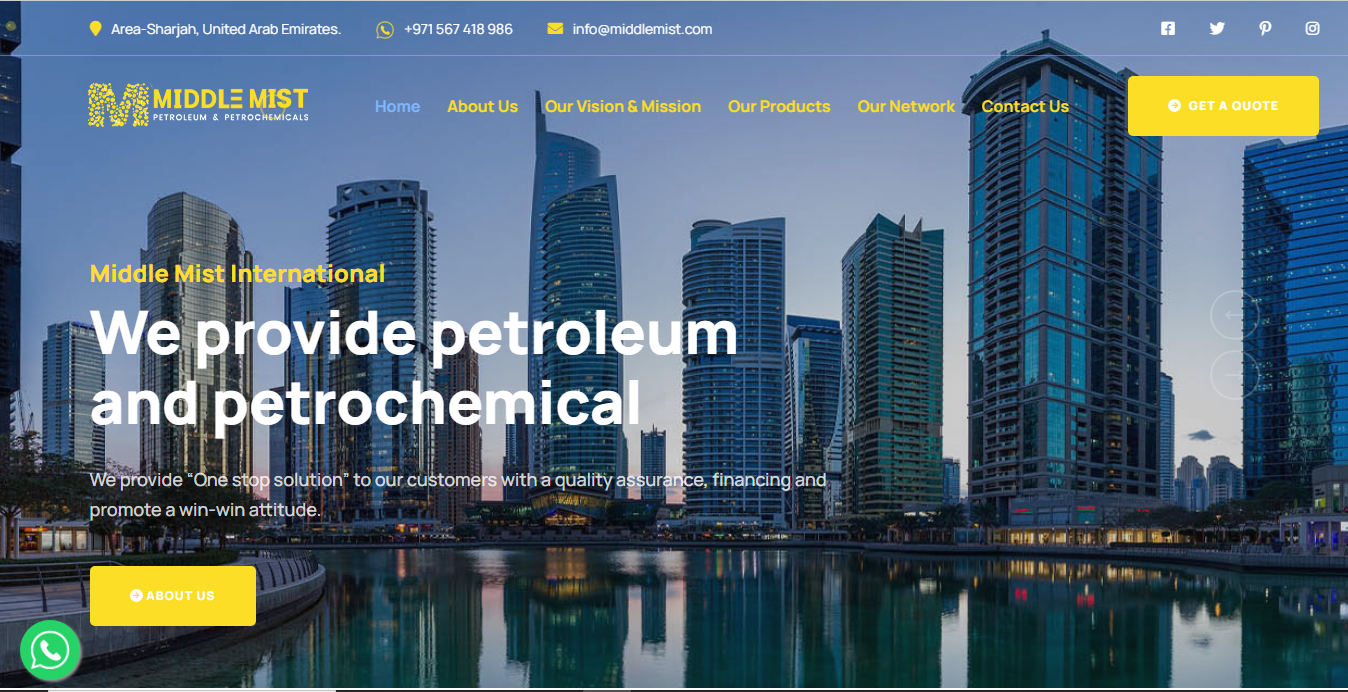 Area-Sharjah, United Arab Emirates.
+971 567 418 986
info@middlemist.com
MIDDLE MIST
PETROLEUM & PETROCHEMICALS
Home
About Us
Our Vision & Mission
Our Products
Our Network
Contact Us
GET A QUOTE
Middle Mist International
We provide petroleum
and petrochemical
We provide “One stop solution” to our customers with a quality assurance, financing and
promote a win-win attitude.
ABOUT US